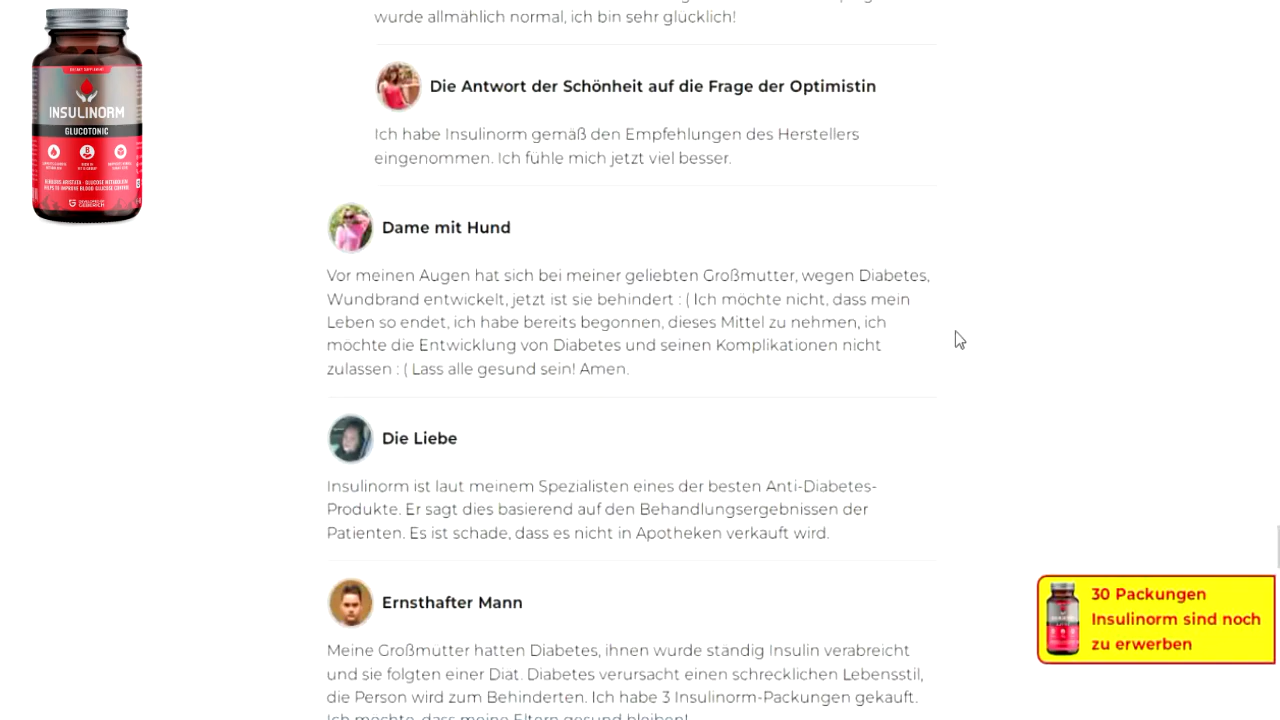 wurde allmählich normal, ich bin sehr glücklich!
INSULINORM
GLUCOTONIC
Die Antwort der Schönheit auf die Frage der Optimistin
Ich habe Insulinorm gemäß den Empfehlungen des Herstellers
eingenommen. Ich fühle mich jetzt viel besser.
Dame mit Hund
Vor meinen Augen hat sich bei meiner geliebten Großmutter, wegen Diabetes,
Wundbrand entwickelt, jetzt ist sie behindert : ( Ich möchte nicht, dass mein
Leben so endet, ich habe bereits begonnen, dieses Mittel zu nehmen, ich
mochte die Entwicklung von Diabetes und seinen Komplikationen nicht
zulassen : ( Lass alle gesund sein! Amen.
Die Liebe
Insulinorm ist laut meinem Spezialisten eines der besten Anti-Diabetes-
Produkte. Er sagt dies basierend auf den Behandlungsergebnissen der
Patienten. Es ist schade, dass es nicht in Apotheken verkauft wird.
Ernsthafter Mann
Meine Großmutter hatten Diabetes, ihnen wurde ständig Insulin verabreicht
und sie folgten einer Diät. Diabetes verursacht einen schrecklichen Lebensstil,
die Person wird zum Behinderten. Ich habe 3 Insulinorm-Packungen gekauft.
Ich mochte, dass meine Eltern gesund bleiben!
30 Packungen
Insulinorm sind noch
zu erwerben